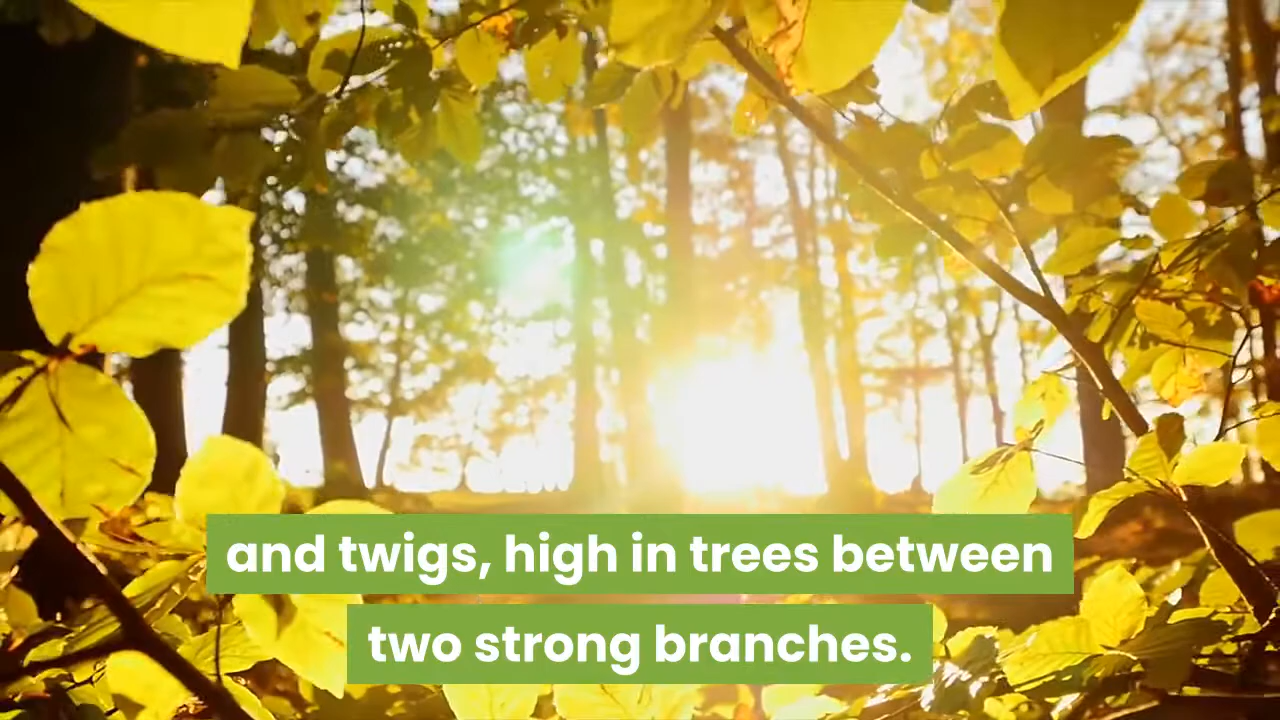 and twigs, high in trees between
two strong branches.